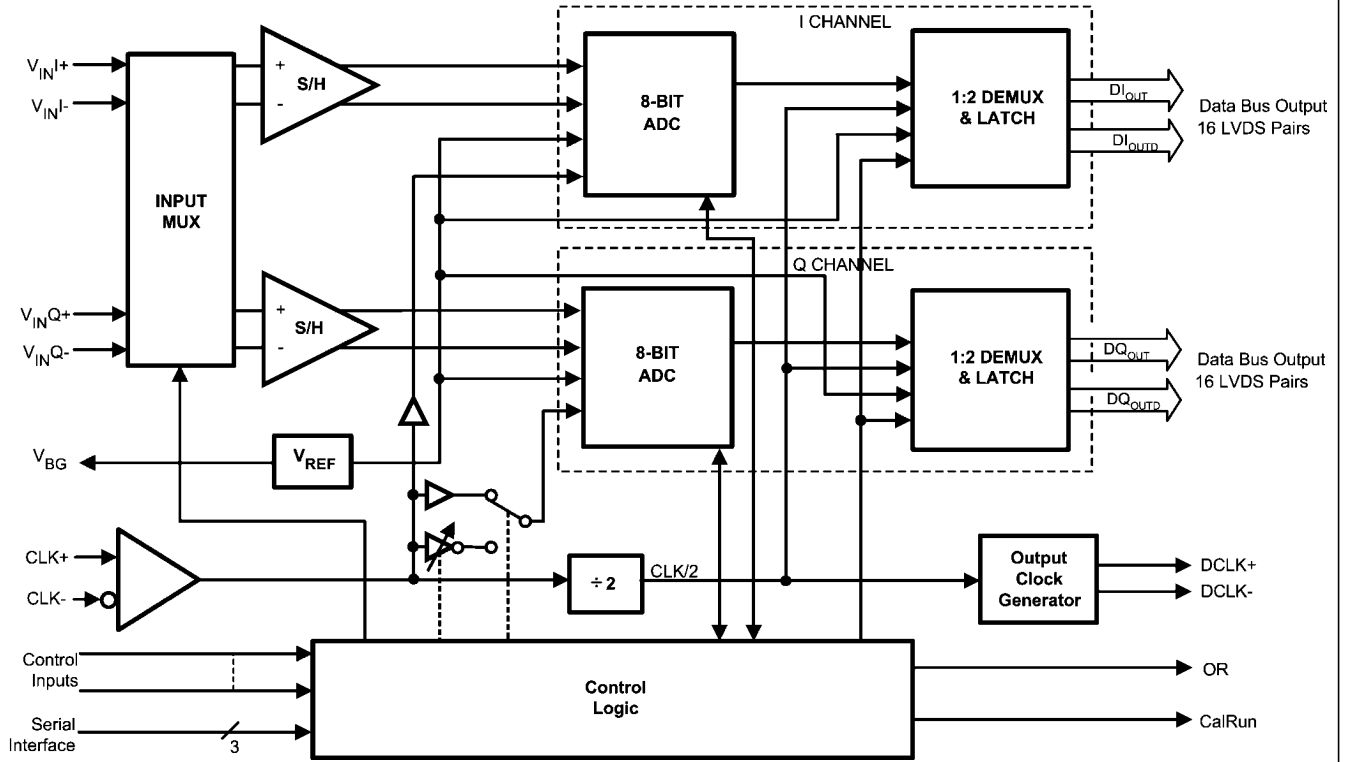 I CHANNEL
V_IN I+
V_IN I-
INPUT
MUX
+
S/H
-
8-BIT
ADC
1:2 DEMUX
& LATCH
DI_OUT
DI_OUTD
Data Bus Output
16 LVDS Pairs
Q CHANNEL
V_IN Q+
V_IN Q-
+
S/H
-
8-BIT
ADC
1:2 DEMUX
& LATCH
DQ_OUT
DQ_OUTD
Data Bus Output
16 LVDS Pairs
V_BG
V_REF
CLK+
CLK-
÷ 2
CLK/2
Output
Clock
Generator
DCLK+
DCLK-
Control
Inputs
Serial
Interface
3
Control
Logic
OR
CalRun